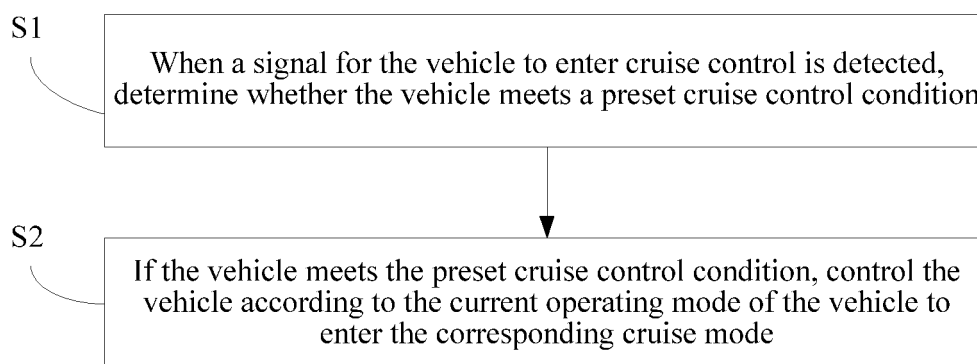 S1
When a signal for the vehicle to enter cruise control is detected,
determine whether the vehicle meets a preset cruise control condition
S2
If the vehicle meets the preset cruise control condition, control the
vehicle according to the current operating mode of the vehicle to
enter the corresponding cruise mode